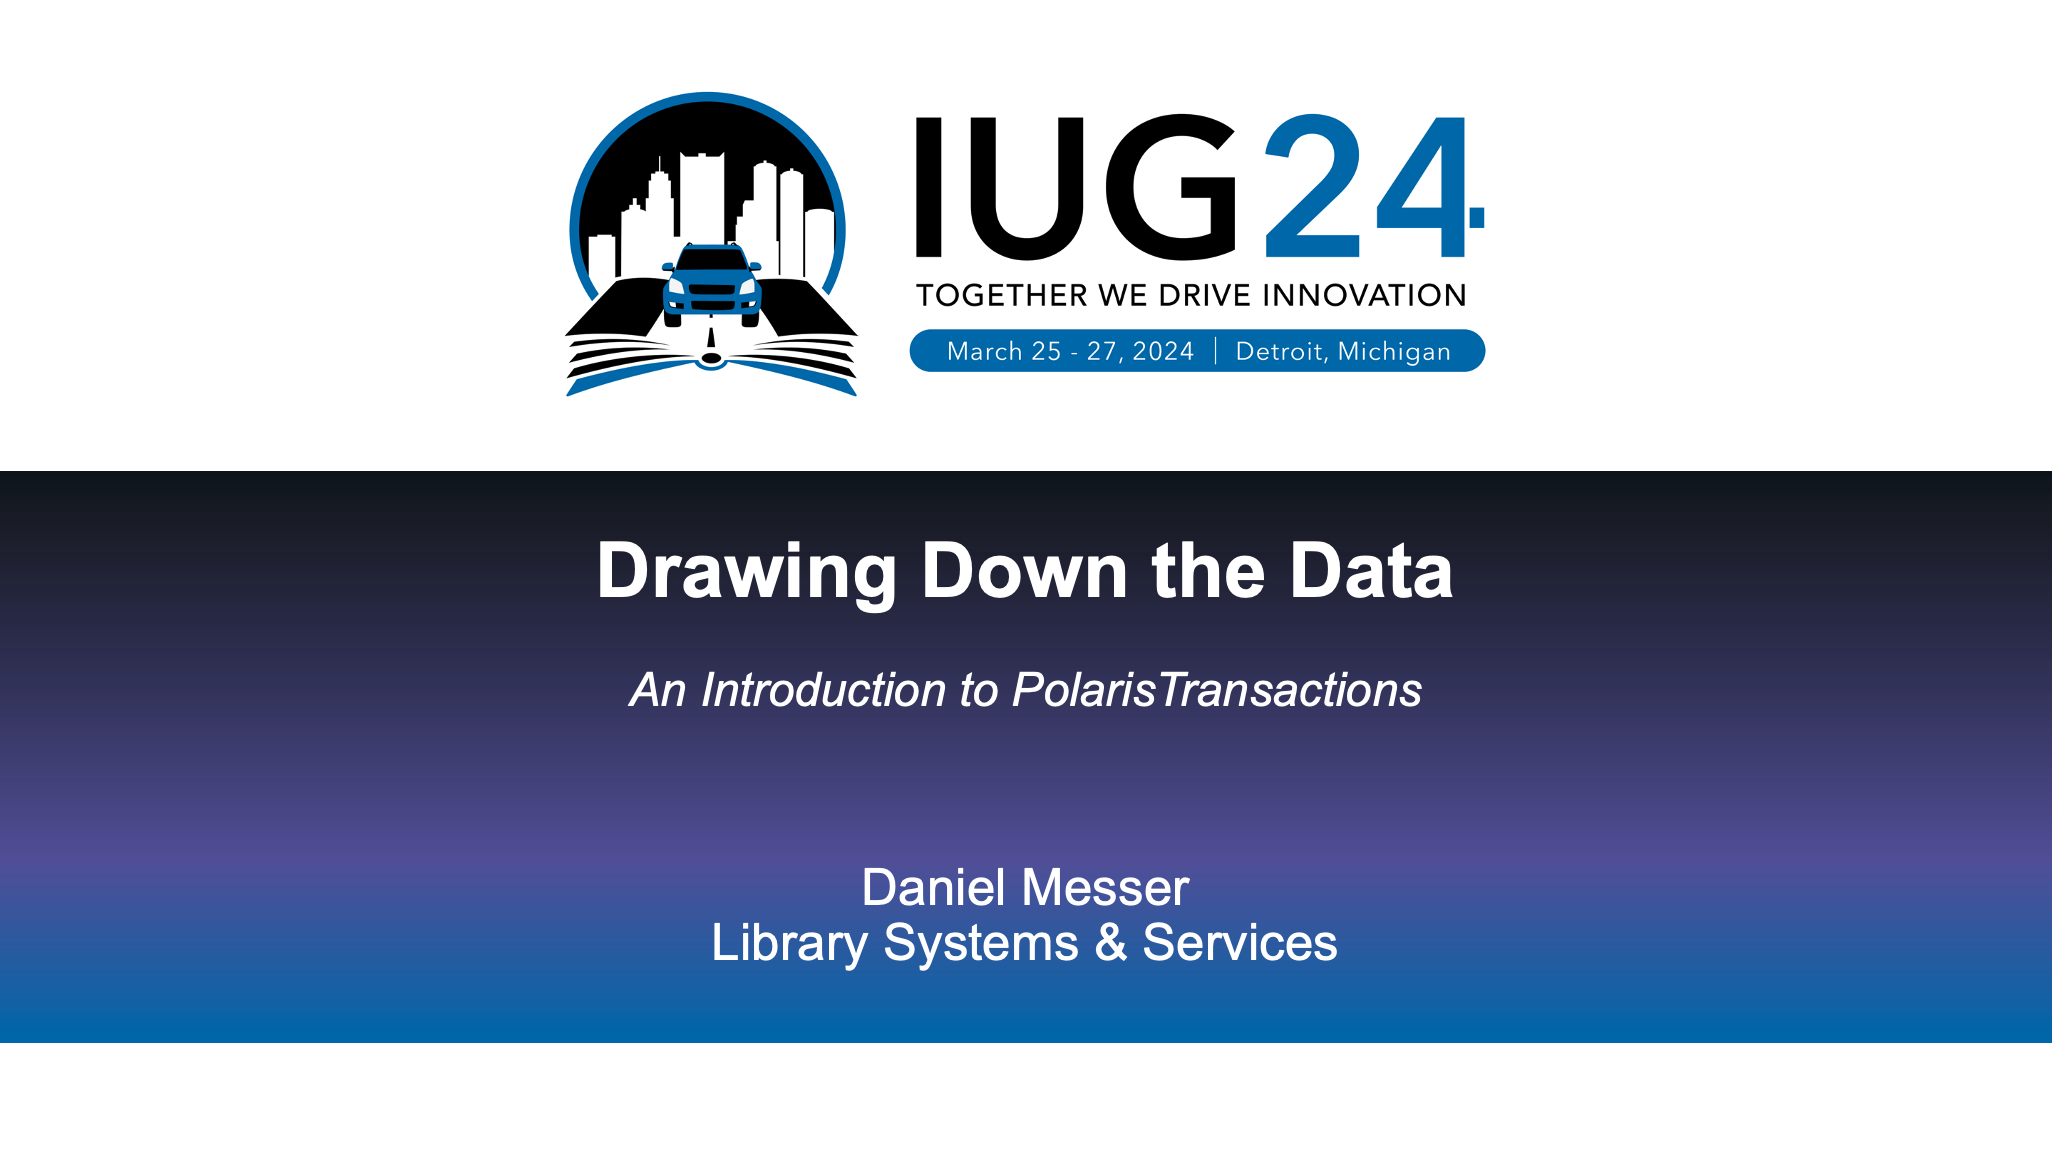 IUG24
TOGETHER WE DRIVE INNOVATION
March 25 - 27, 2024 | Detroit, Michigan
Drawing Down the Data
An Introduction to PolarisTransactions
Daniel Messer
Library Systems & Services